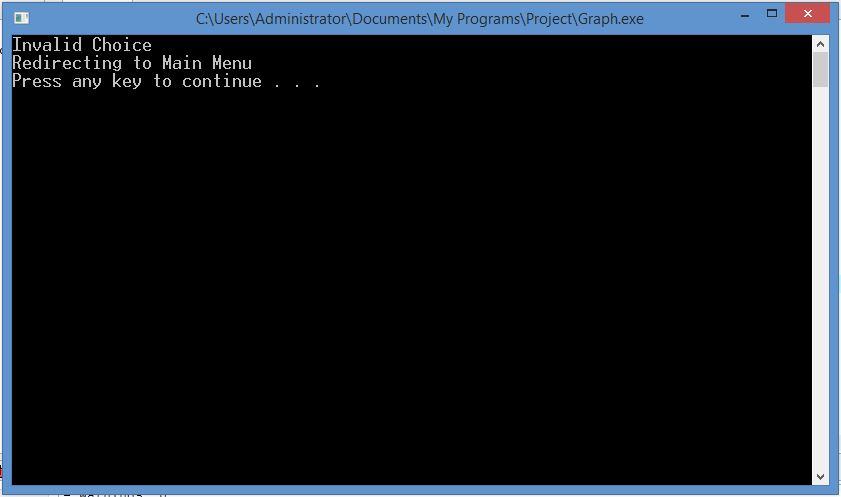 C:\Users\Administrator\Documents\My Programs\Project\Graph.exe
Invalid Choice
Redirecting to Main Menu
Press any key to continue . . .